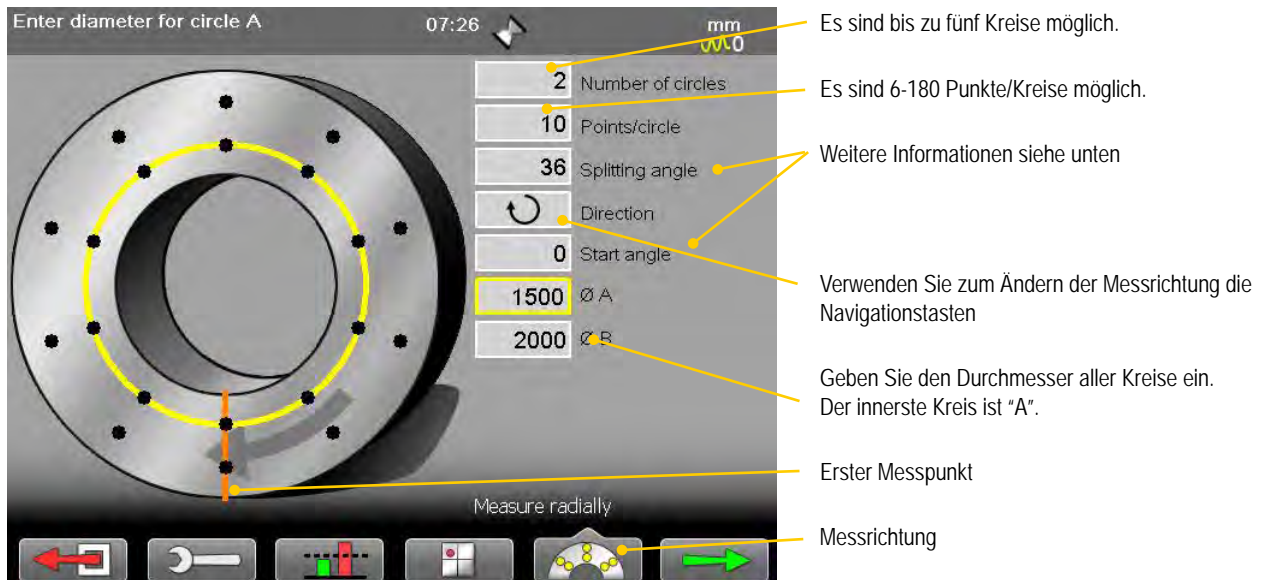 Enter diameter for circle A
07:26
mm
0
2 Number of circles
10 Points/circle
36 Splitting angle
Direction
0 Start angle
1500 Ø A
2000 Ø B
Measure radially
Es sind bis zu fünf Kreise möglich.
Es sind 6-180 Punkte/Kreise möglich.
Weitere Informationen siehe unten
Verwenden Sie zum Ändern der Messrichtung die
Navigationstasten
Geben Sie den Durchmesser aller Kreise ein.
Der innerste Kreis ist “A”.
Erster Messpunkt
Messrichtung